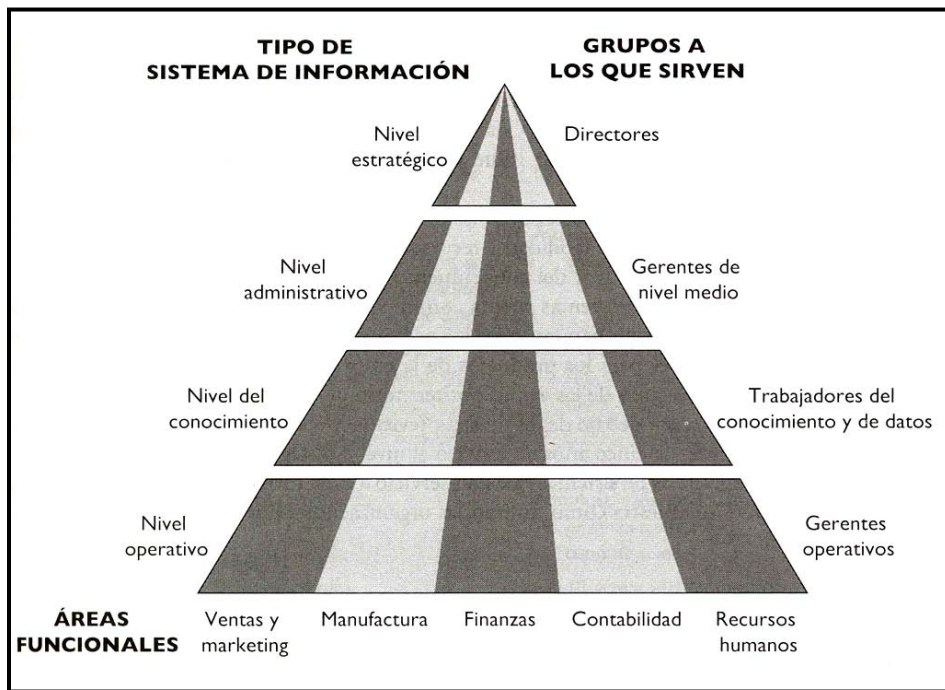 TIPO DE
SISTEMA DE INFORMACIÓN
GRUPOS A
LOS QUE SIRVEN
Nivel
estratégico
Directores
Nivel
administrativo
Gerentes de
nivel medio
Nivel del
conocimiento
Trabajadores del
conocimiento y de datos
Nivel
operativo
Gerentes
operativos
ÁREAS
FUNCIONALES
Ventas y
marketing
Manufactura
Finanzas
Contabilidad
Recursos
humanos